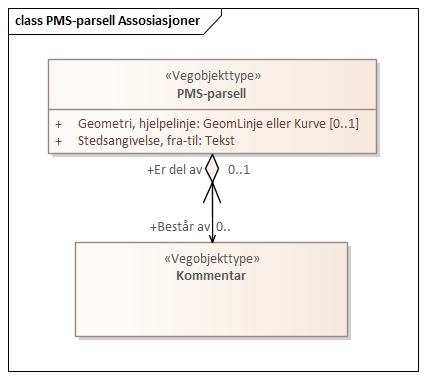 class PMS-parsell Assosiasjoner
«Vegobjekttype»
PMS-parsell
+ Geometri, hjelpelinje: GeomLinje eller Kurve [0..1]
+ Stedsangivelse, fra-til: Tekst
+Er del av 0..1
+Består av 0..
«Vegobjekttype»
Kommentar